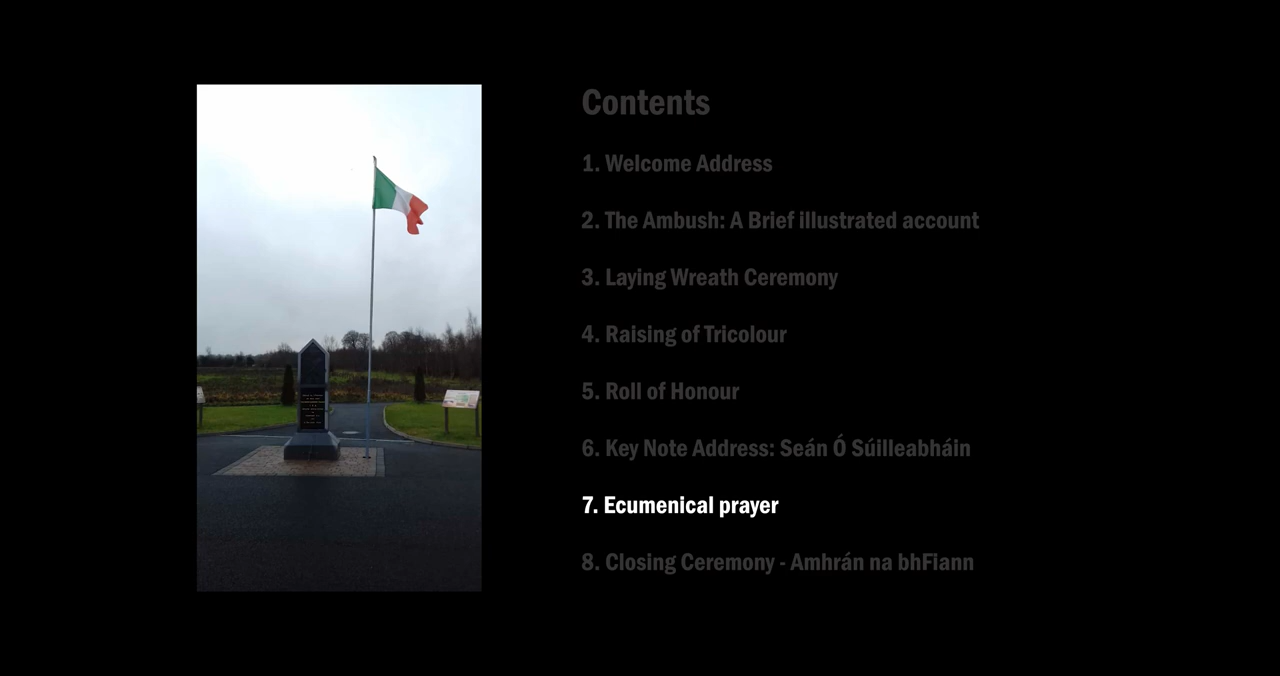 Contents
1. Welcome Address
2. The Ambush: A Brief illustrated account
3. Laying Wreath Ceremony
4. Raising of Tricolour
5. Roll of Honour
6. Key Note Address: Seán Ó Súilleabháin
7. Ecumenical prayer
8. Closing Ceremony - Amhrán na bhFiann